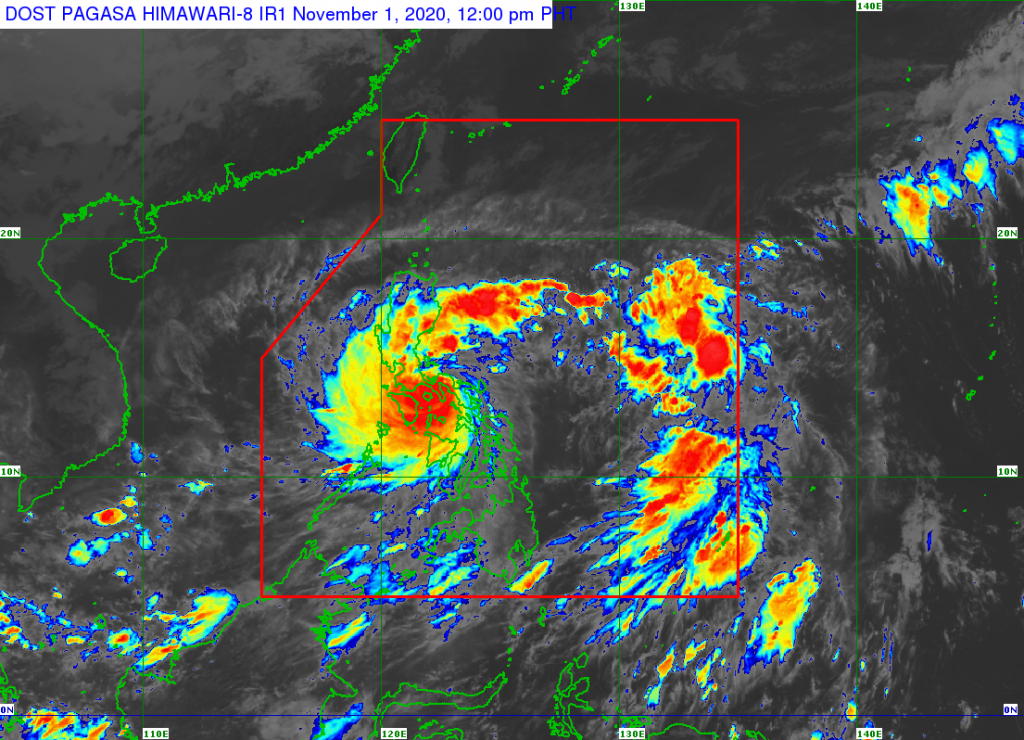 DOST PAGASA HIMAWARI-8 IR1 November 1, 2020, 12:00 pm PHT
130E
140E
20N
20N
10N
10N
0N
0N
110E
120E
130E
140E